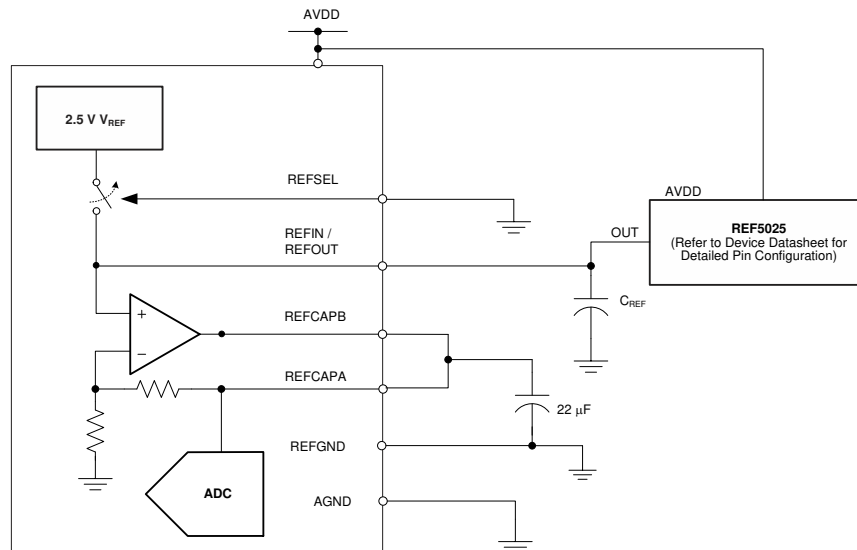 AVDD
2.5 V VREF
REFSEL
AVDD
REFIN /
REFOUT
OUT
REF5025
(Refer to Device Datasheet for
Detailed Pin Configuration)
CREF
+
−
REFCAPB
REFCAPA
22 μF
REFGND
ADC
AGND